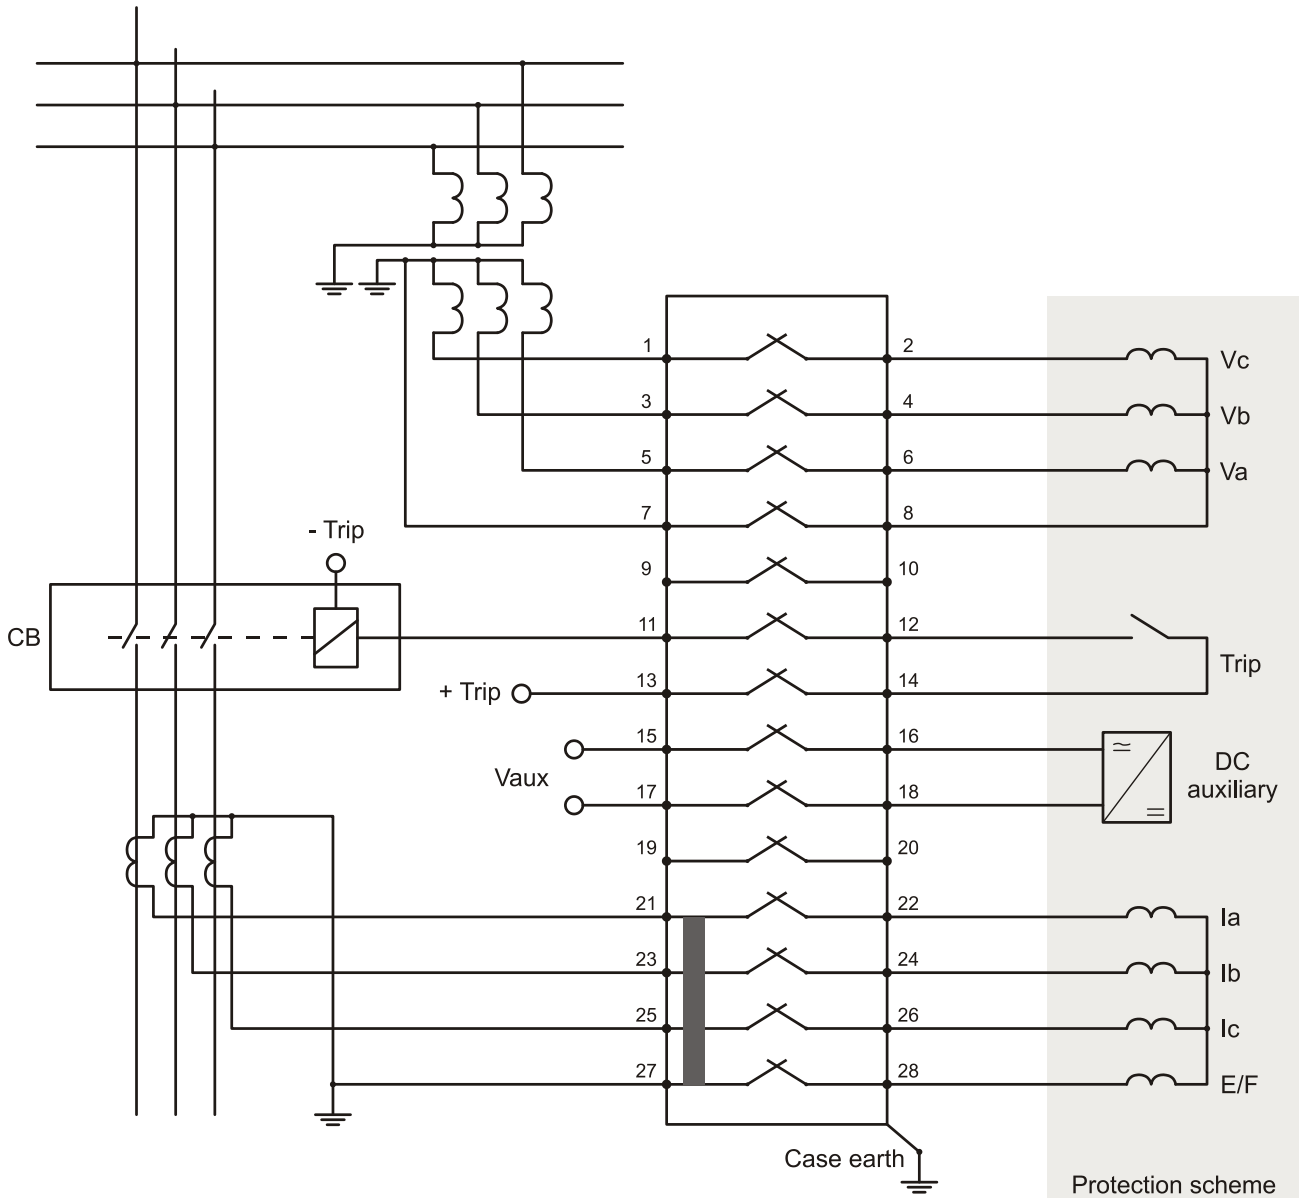 1
2
Vc
3
4
Vb
5
6
Va
7
8
- Trip
9
10
CB
11
12
Trip
+ Trip
13
14
15
16
Vaux
DC
auxiliary
17
18
19
20
21
22
Ia
23
24
Ib
25
26
Ic
27
28
E/F
Case earth
Protection scheme